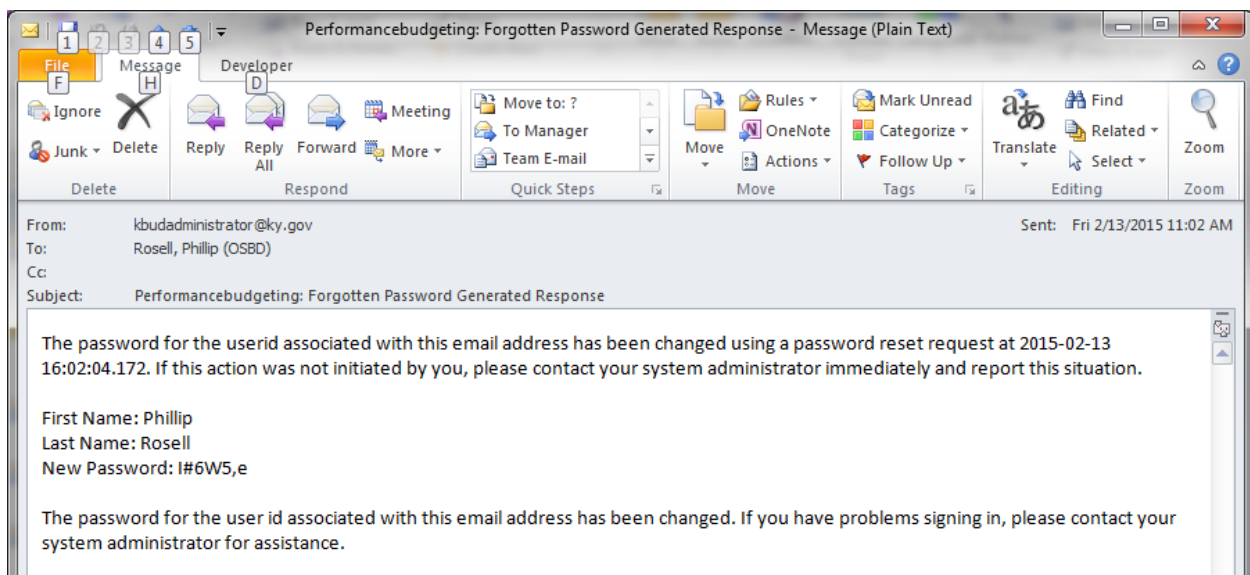 Performancebudgeting: Forgotten Password Generated Response - Message (Plain Text)
1 2 3 4 5
File Message Developer
F H D
Ignore
Junk
Delete
Reply
Reply All
Forward
Meeting
More
Move to: ?
To Manager
Team E-mail
Move
Rules
OneNote
Actions
Mark Unread
Categorize
Follow Up
Translate
Find
Related
Select
Zoom
Delete Respond Quick Steps Move Tags Editing Zoom
From: kbudadministrator@ky.gov Sent: Fri 2/13/2015 11:02 AM
To: Rosell, Phillip (OSBD)
Cc:
Subject: Performancebudgeting: Forgotten Password Generated Response
The password for the userid associated with this email address has been changed using a password reset request at 2015-02-13
16:02:04.172. If this action was not initiated by you, please contact your system administrator immediately and report this situation.
First Name: Phillip
Last Name: Rosell
New Password: I#6W5,e
The password for the user id associated with this email address has been changed. If you have problems signing in, please contact your
system administrator for assistance.